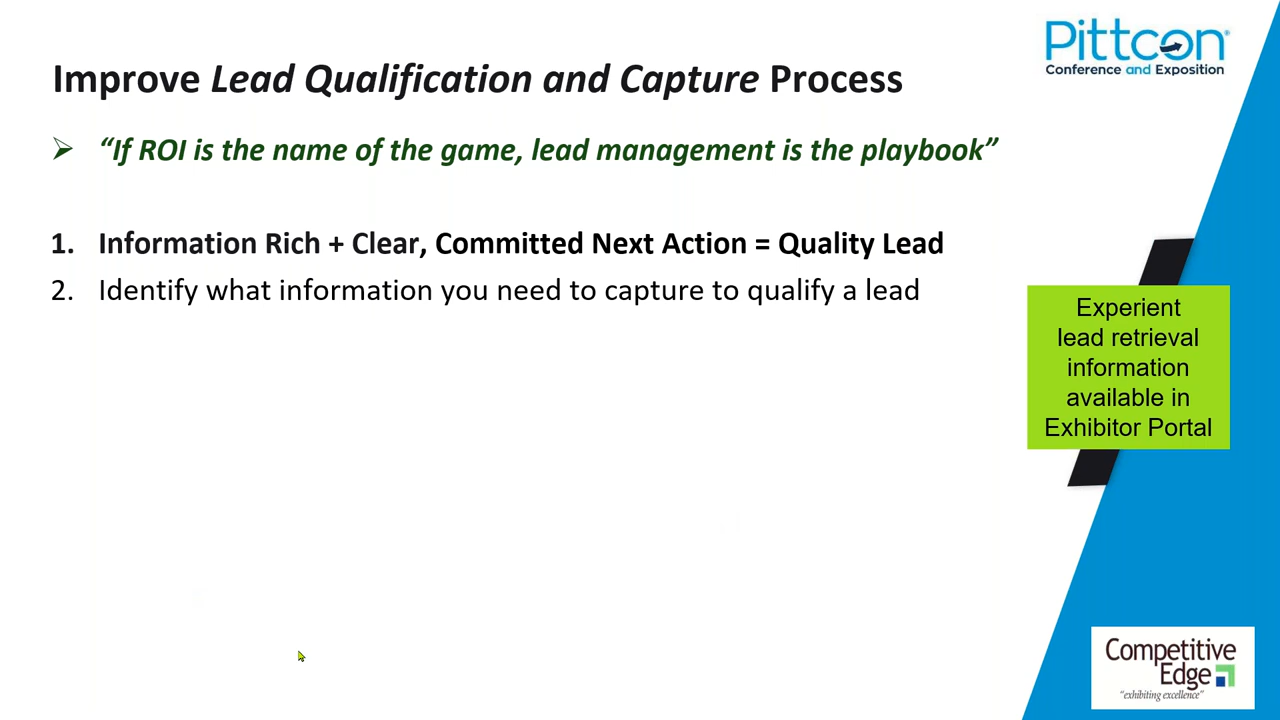 Pittcon®
Conference and Exposition
Improve Lead Qualification and Capture Process
“If ROI is the name of the game, lead management is the playbook”
1. Information Rich + Clear, Committed Next Action = Quality Lead
2. Identify what information you need to capture to qualify a lead
Experient
lead retrieval
information
available in
Exhibitor Portal
Competitive
Edge
“exhibiting excellence”